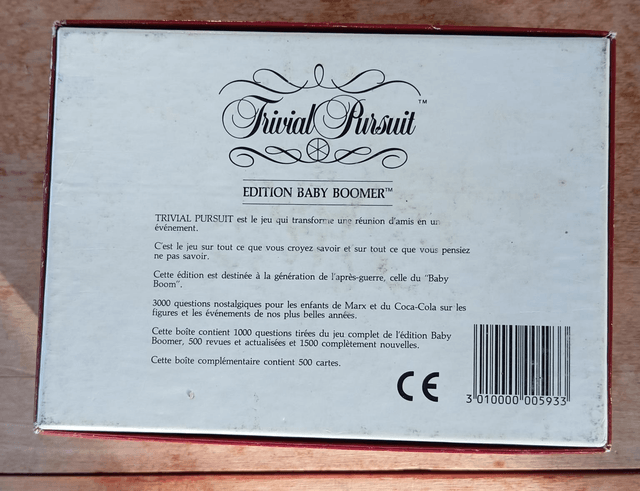 Trivial Pursuit™
EDITION BABY BOOMER™
TRIVIAL PURSUIT est le jeu qui transforme une réunion d'amis en un
événement.
C'est le jeu sur tout ce que vous croyez savoir et sur tout ce que vous pensiez
ne pas savoir.
Cette édition est destinée à la génération de l'après-guerre, celle du "Baby
Boom".
3000 questions nostalgiques pour les enfants de Marx et du Coca-Cola sur les
figures et les événements de nos plus belles années.
Cette boîte contient 1000 questions tirées du jeu complet de l'édition Baby
Boomer, 500 revues et actualisées et 1500 complètement nouvelles.
Cette boîte complémentaire contient 500 cartes.
CE
3 010000 005933